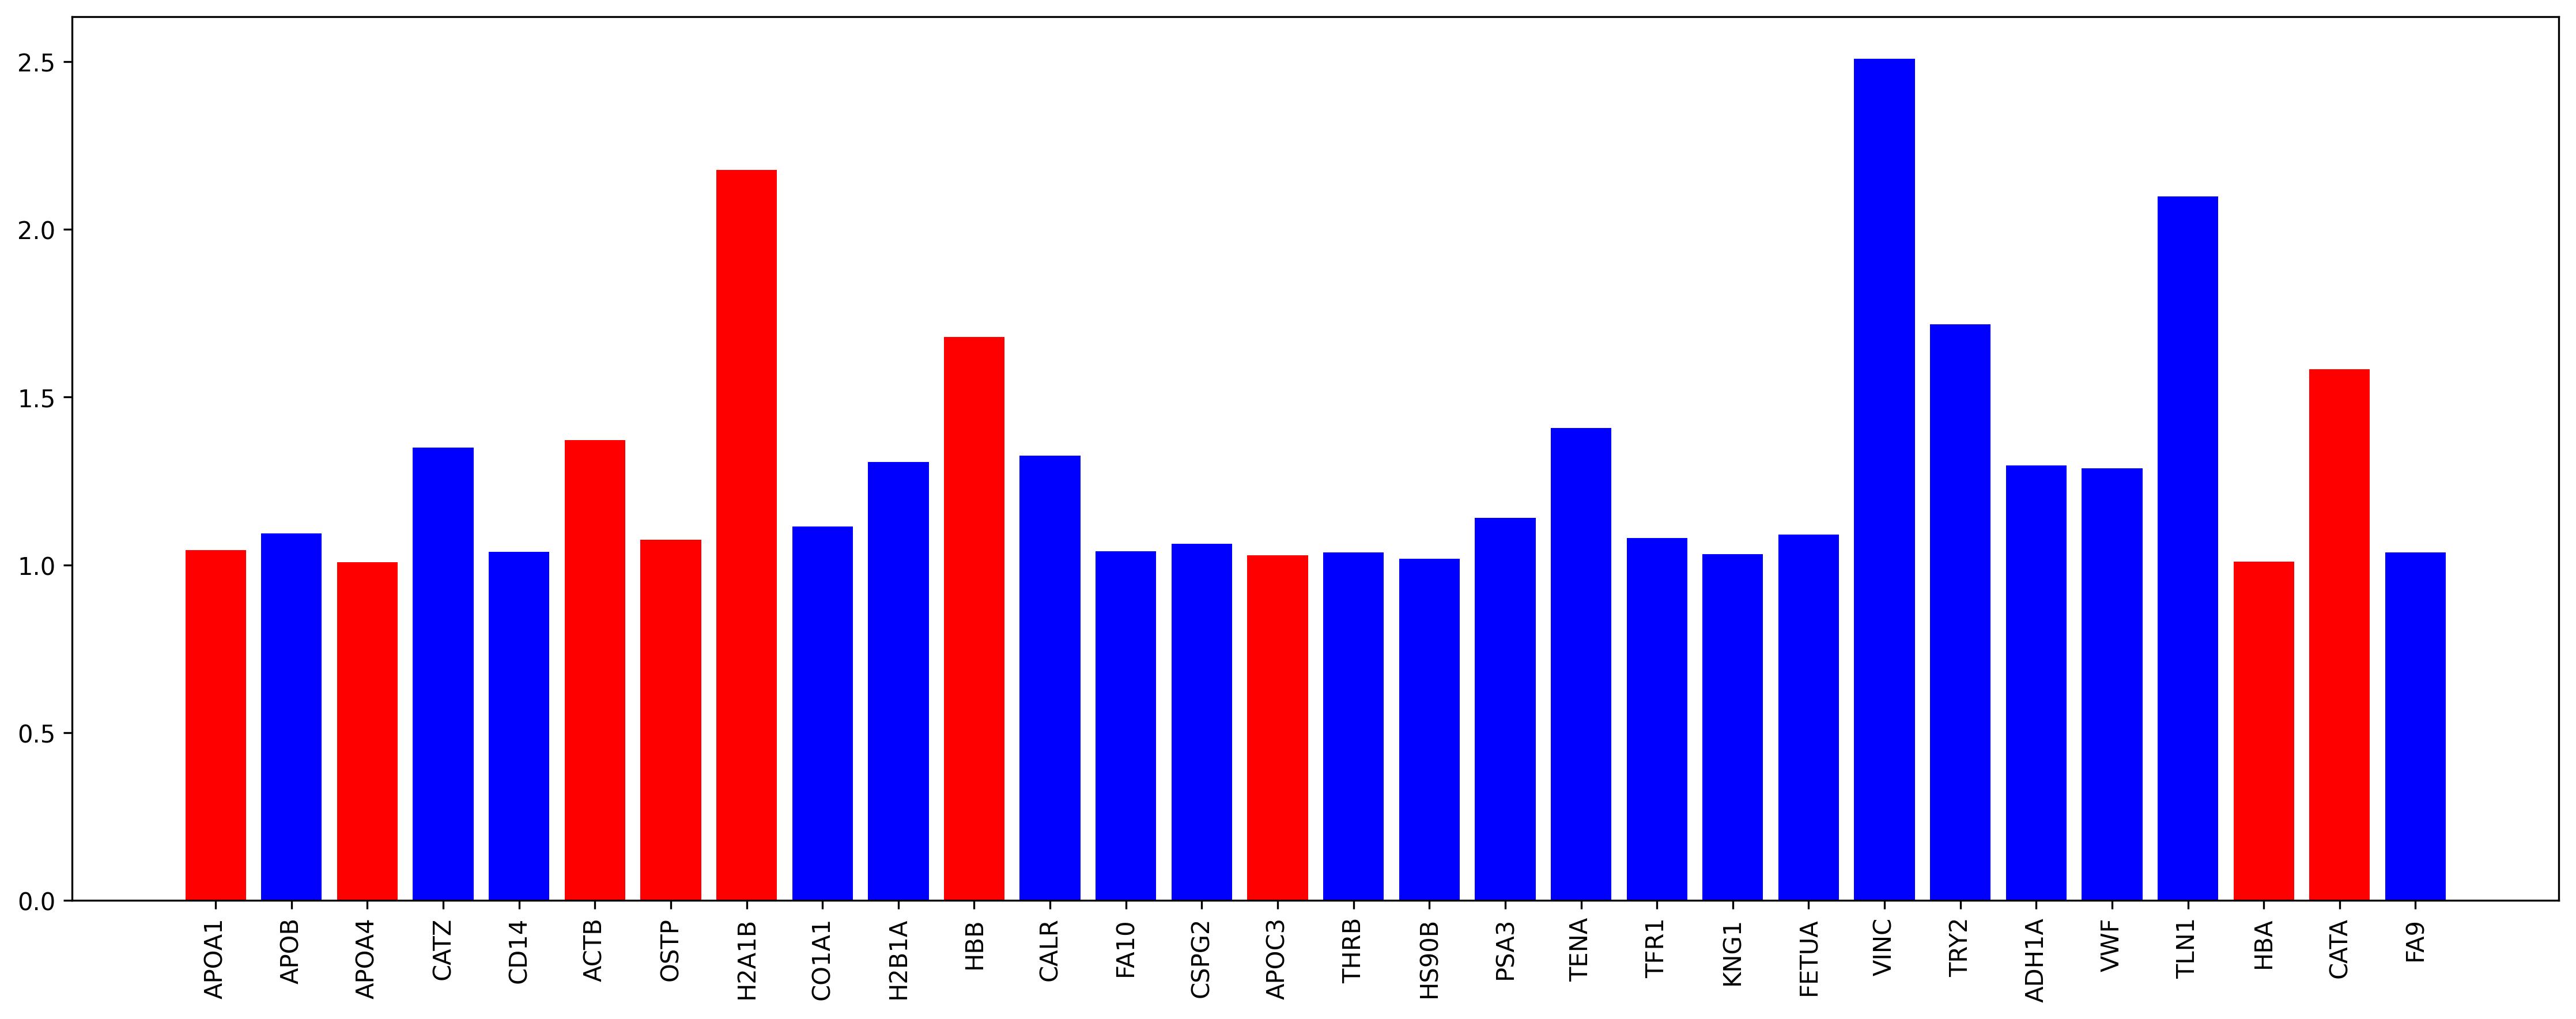 2.5
2.0
1.5
1.0
0.5
0.0
APOA1
APOB
APOA4
CATZ
CD14
ACTB
OSTP
H2A1B
CO1A1
H2B1A
HBB
CALR
FA10
CSPG2
APOC3
THRB
HS90B
PSA3
TENA
TFR1
KNG1
FETUA
VINC
TRY2
ADH1A
VWF
TLN1
HBA
CATA
FA9